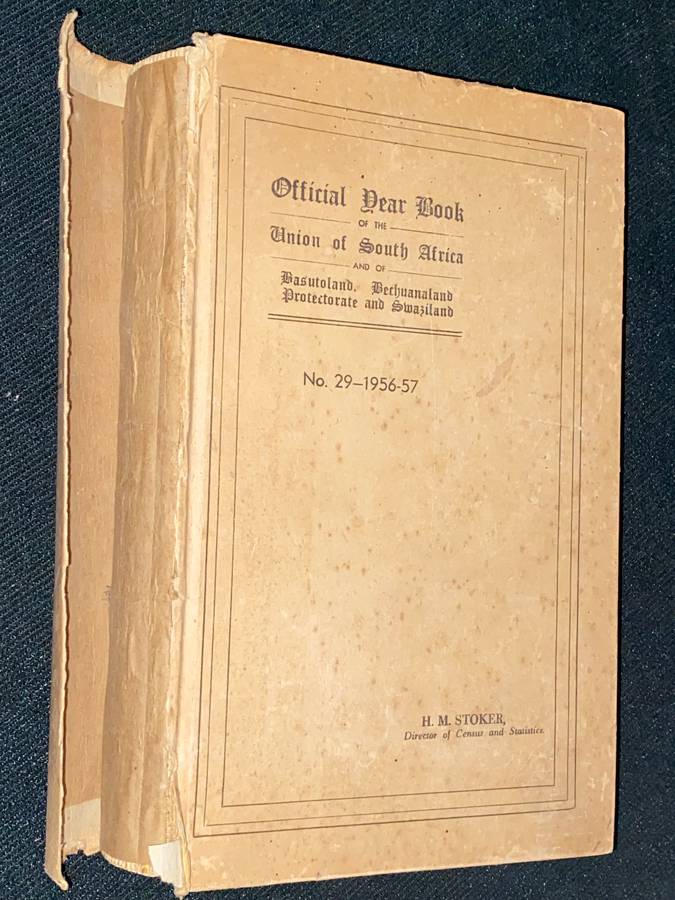 Official Year Book
OF THE
Union of South Africa
AND OF
Basutoland, Bechuanaland
Protectorate and Swaziland
No. 29–1956-57
H. M. STOKER,
Director of Census and Statistics.